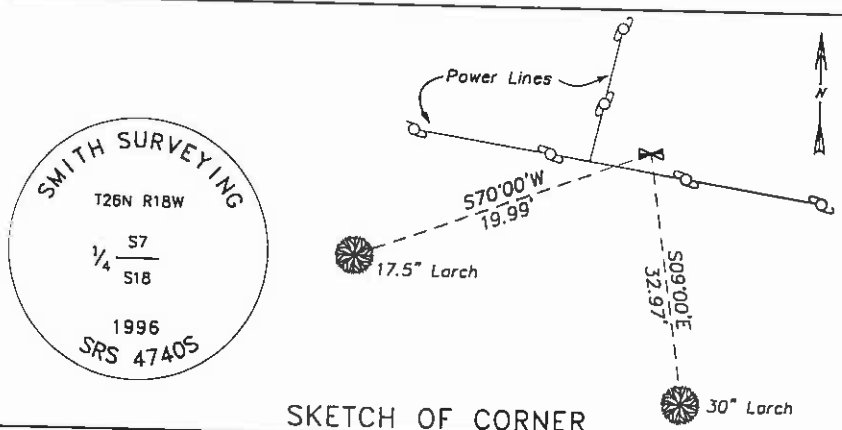 SMITH SURVEYING
T26N R18W
1/4 S7
S18
1996
SRS 4740S
Power Lines
N
S70'00'W
19.99'
17.5" Larch
S09'00'E
32.97'
30" Larch
SKETCH OF CORNER